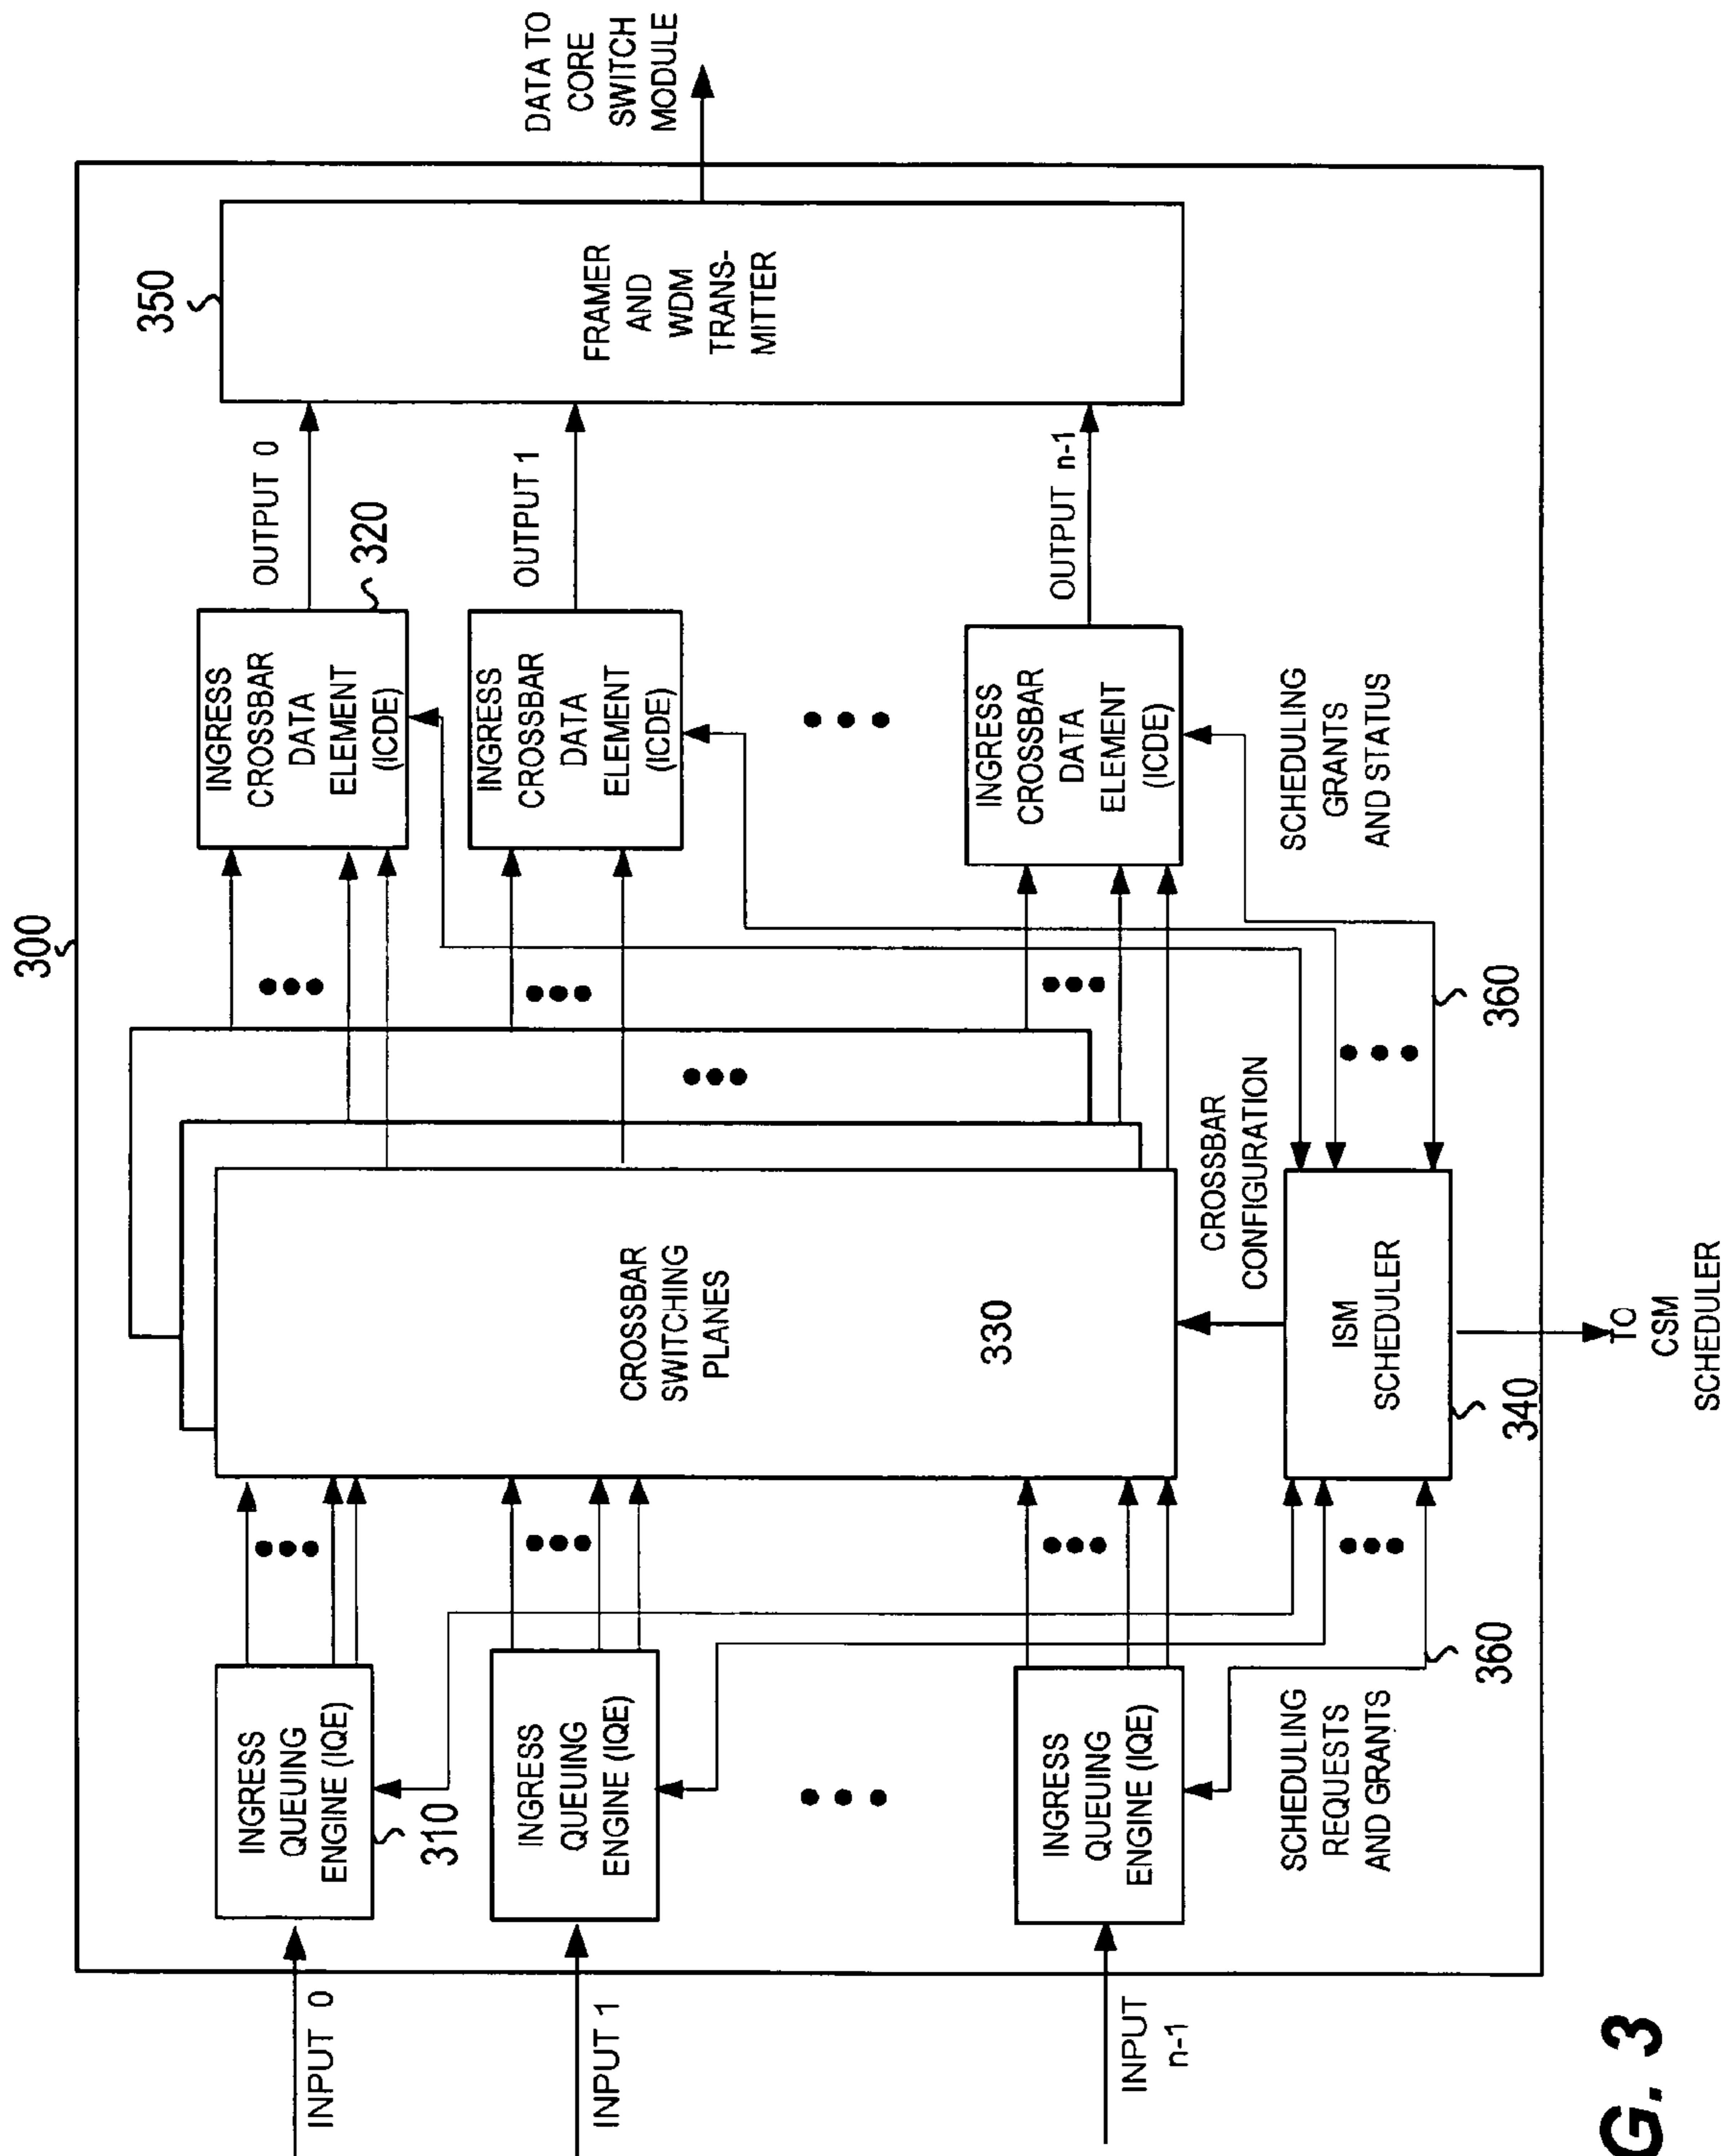 300
INPUT 0
INPUT 1
INPUT
n-1
INGRESS
QUEUING
ENGINE (IQE)
310
INGRESS
QUEUING
ENGINE (IQE)
INGRESS
QUEUING
ENGINE (IQE)
SCHEDULING
REQUESTS
AND GRANTS
360
CROSSBAR
SWITCHING
PLANES
330
CROSSBAR
CONFIGURATION
ISM
SCHEDULER
340
TO
CSM
SCHEDULER
INGRESS
CROSSBAR
DATA
ELEMENT
(ICDE)
320
INGRESS
CROSSBAR
DATA
ELEMENT
(ICDE)
INGRESS
CROSSBAR
DATA
ELEMENT
(ICDE)
SCHEDULING
GRANTS
AND STATUS
360
OUTPUT 0
OUTPUT 1
OUTPUT n-1
350
FRAMER
AND
WDM
TRANS-
MITTER
DATA TO
CORE
SWITCH
MODULE
G. 3